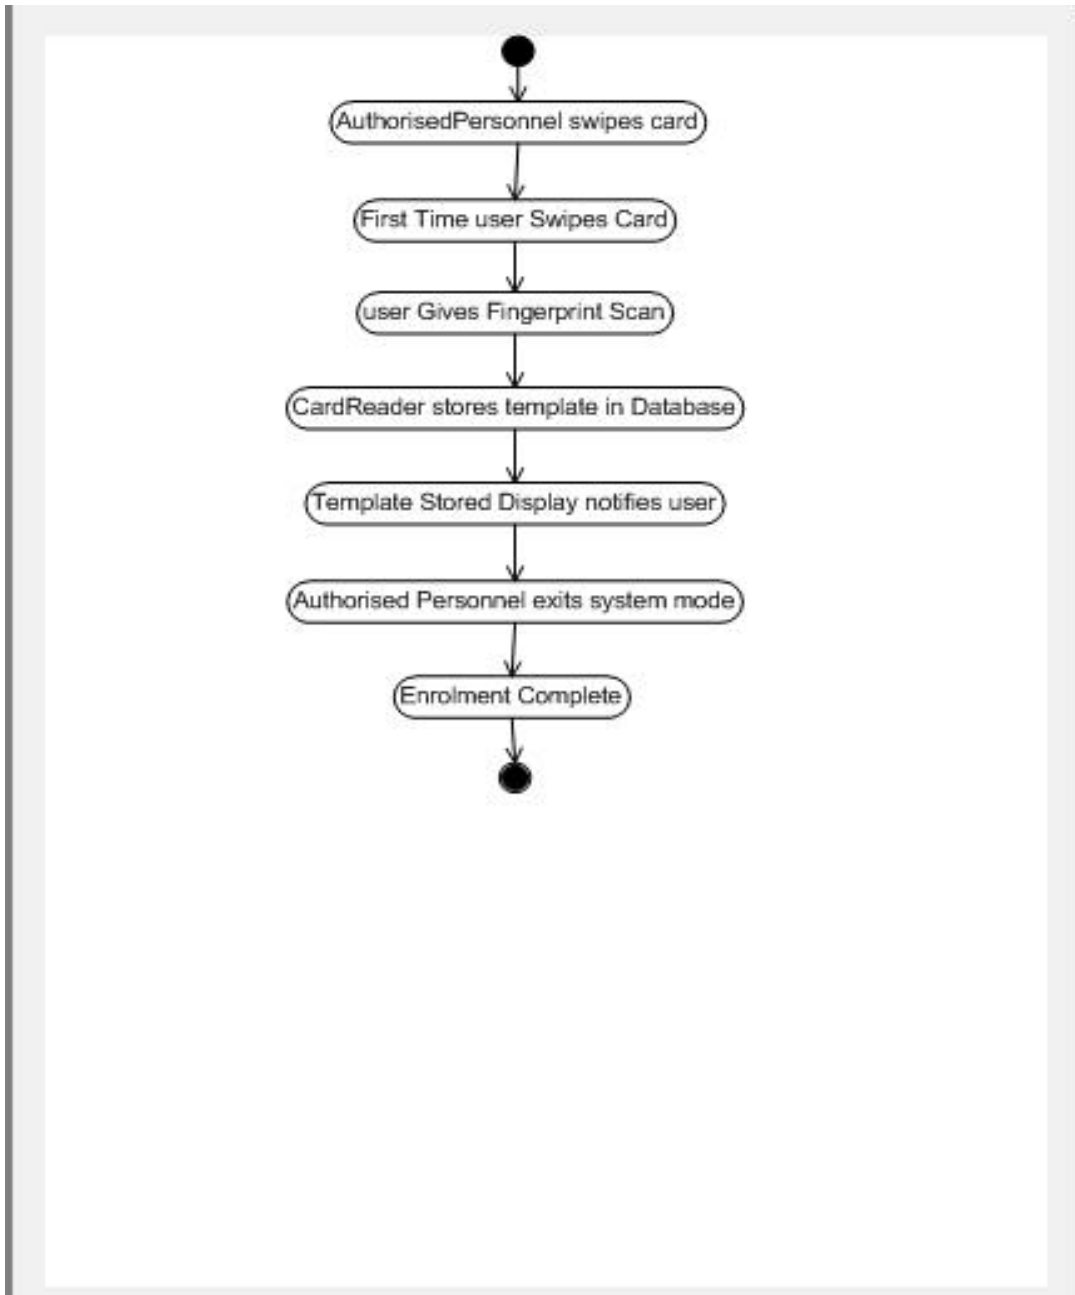 AuthorisedPersonnel swipes card
First Time user Swipes Card
user Gives Fingerprint Scan
CardReader stores template in Database
Template Stored Display notifies user
Authorised Personnel exits system mode
Enrolment Complete